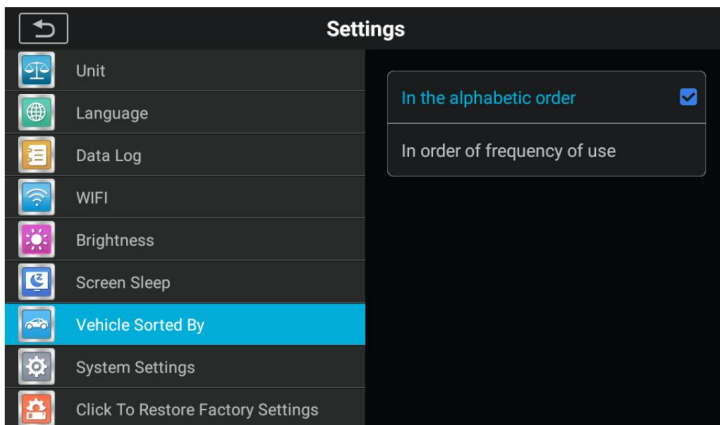 Settings
Unit
Language
Data Log
WIFI
Brightness
Screen Sleep
Vehicle Sorted By
System Settings
Click To Restore Factory Settings
In the alphabetic order
In order of frequency of use